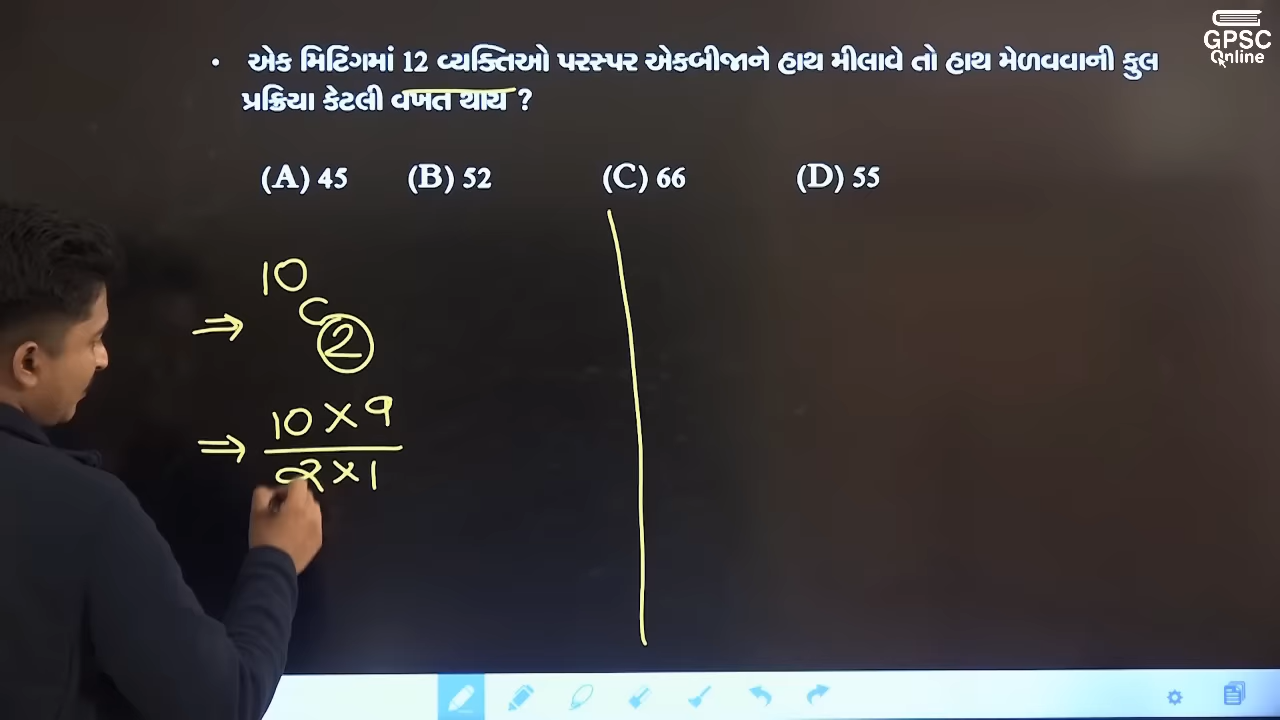 GPSC
Online
• એક મિટિંગમાં 12 વ્યક્તિઓ પરસ્પર એકબીજાને હાથ મીલાવે તો હાથ મેળવવાની કુલ
પ્રક્રિયા કેટલી વખત થાય ?
(A) 45 (B) 52 (C) 66 (D) 55
⇒ 10 C 2
⇒ 10 × 9
2 × 1